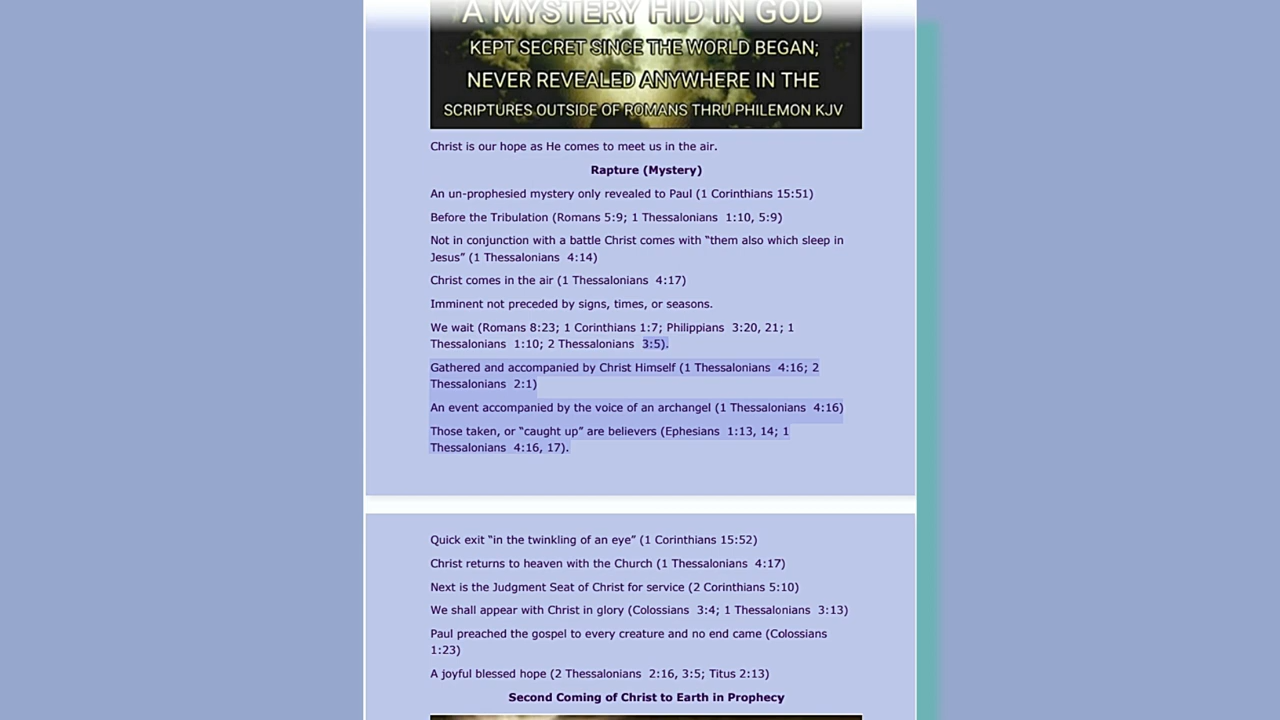 A MYSTERY HID IN GOD
KEPT SECRET SINCE THE WORLD BEGAN;
NEVER REVEALED ANYWHERE IN THE
SCRIPTURES OUTSIDE OF ROMANS THRU PHILEMON KJV
Christ is our hope as He comes to meet us in the air.
Rapture (Mystery)
An un-prophesied mystery only revealed to Paul (1 Corinthians 15:51)
Before the Tribulation (Romans 5:9; 1 Thessalonians 1:10, 5:9)
Not in conjunction with a battle Christ comes with “them also which sleep in
Jesus” (1 Thessalonians 4:14)
Christ comes in the air (1 Thessalonians 4:17)
Imminent not preceded by signs, times, or seasons.
We wait (Romans 8:23; 1 Corinthians 1:7; Philippians 3:20, 21; 1
Thessalonians 1:10; 2 Thessalonians 3:5).
Gathered and accompanied by Christ Himself (1 Thessalonians 4:16; 2
Thessalonians 2:1)
An event accompanied by the voice of an archangel (1 Thessalonians 4:16)
Those taken, or “caught up” are believers (Ephesians 1:13, 14; 1
Thessalonians 4:16, 17).
Quick exit “in the twinkling of an eye” (1 Corinthians 15:52)
Christ returns to heaven with the Church (1 Thessalonians 4:17)
Next is the Judgment Seat of Christ for service (2 Corinthians 5:10)
We shall appear with Christ in glory (Colossians 3:4; 1 Thessalonians 3:13)
Paul preached the gospel to every creature and no end came (Colossians
1:23)
A joyful blessed hope (2 Thessalonians 2:16, 3:5; Titus 2:13)
Second Coming of Christ to Earth in Prophecy